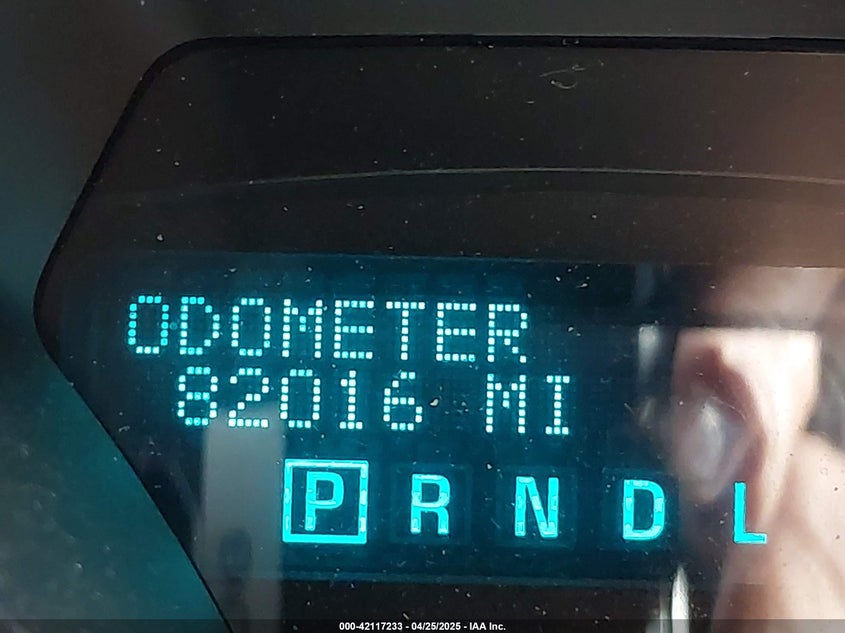 ODOMETER
82016 MI
P R N D L
000-42117233 - 04/25/2025 - IAA Inc.